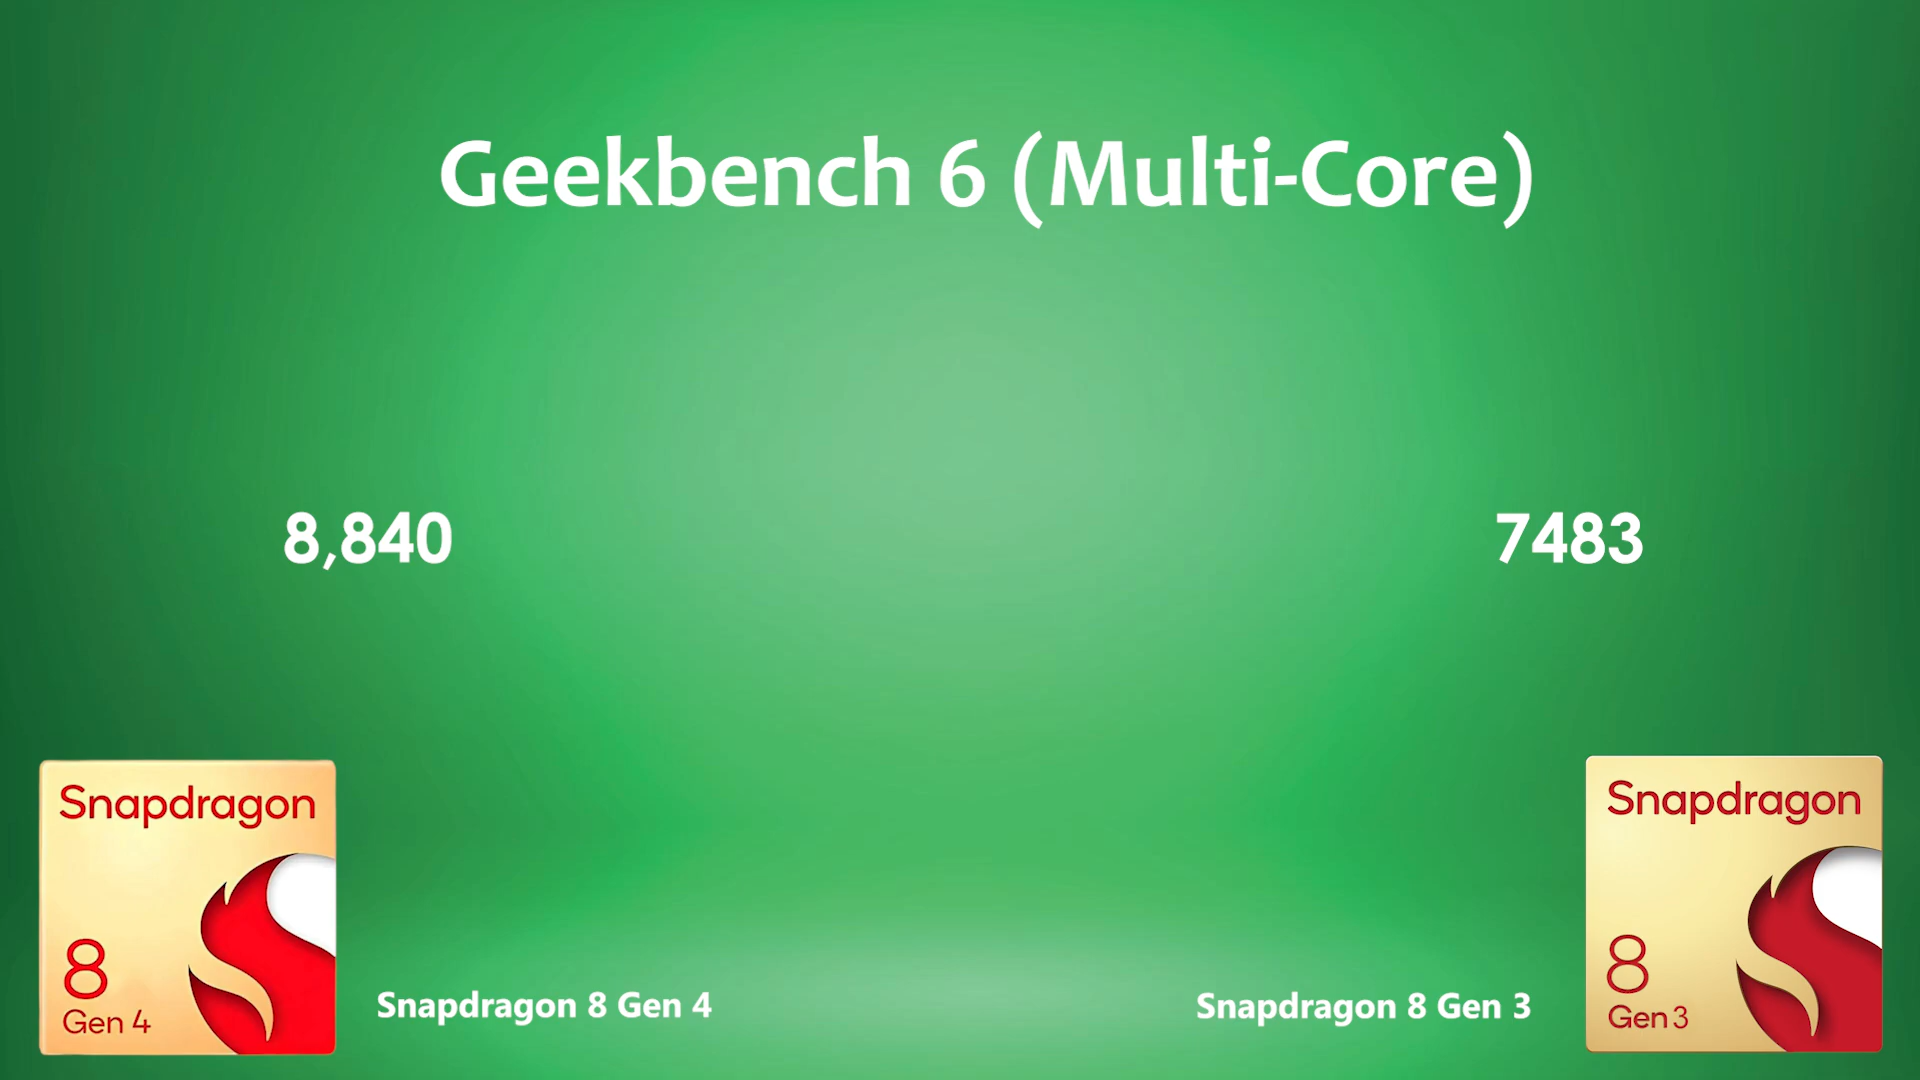 Geekbench 6 (Multi-Core)
8,840
7483
Snapdragon
8
Gen 4
Snapdragon 8 Gen 4
Snapdragon 8 Gen 3
Snapdragon
8
Gen 3